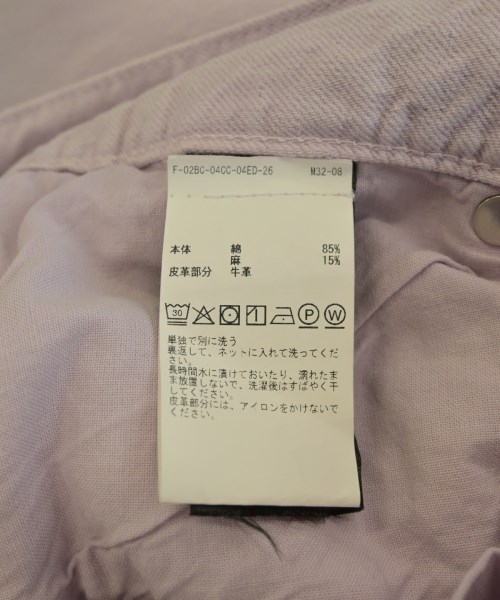 F-02BC-04CC-04ED-26 M32-08
本体 綿 85%
麻 15%
皮革部分 牛革
30 P W
単独で別に洗う
裏返して、ネットに入れて洗ってくだ
さい。
長時間水に漬けておいたり、濡れたま
ま放置しないで、洗濯後はすばやく干
してください。
皮革部分には、アイロンをかけないで
ください。